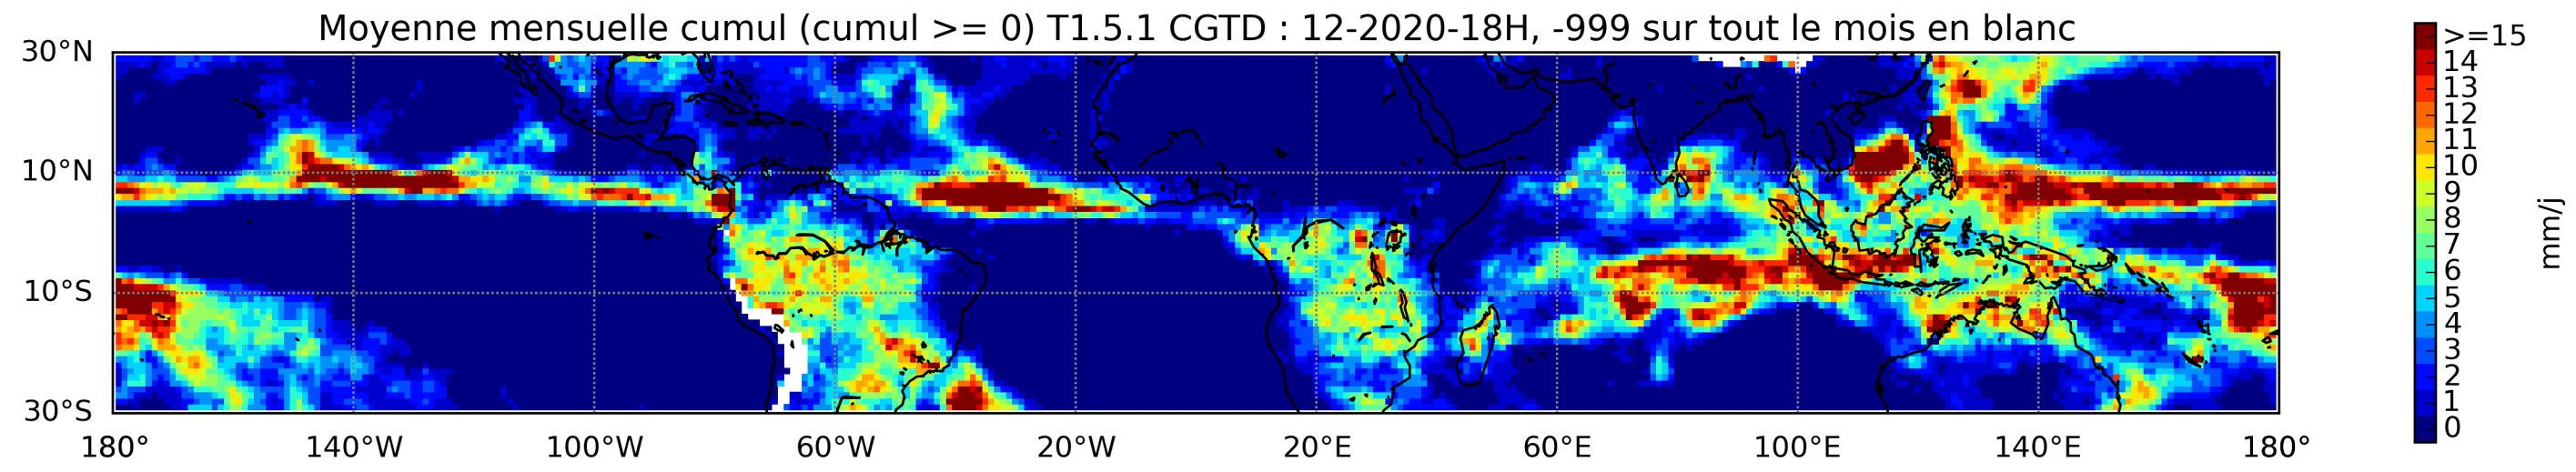 Moyenne mensuelle cumul (cumul >= 0) T1.5.1 CGTD : 12-2020-18H, -999 sur tout le mois en blanc
30°N
10°N
10°S
30°S
180°
140°W
100°W
60°W
20°W
20°E
60°E
100°E
140°E
180°
>=15
14
13
12
11
10
9
8
7
6
5
4
3
2
1
0
mm/j